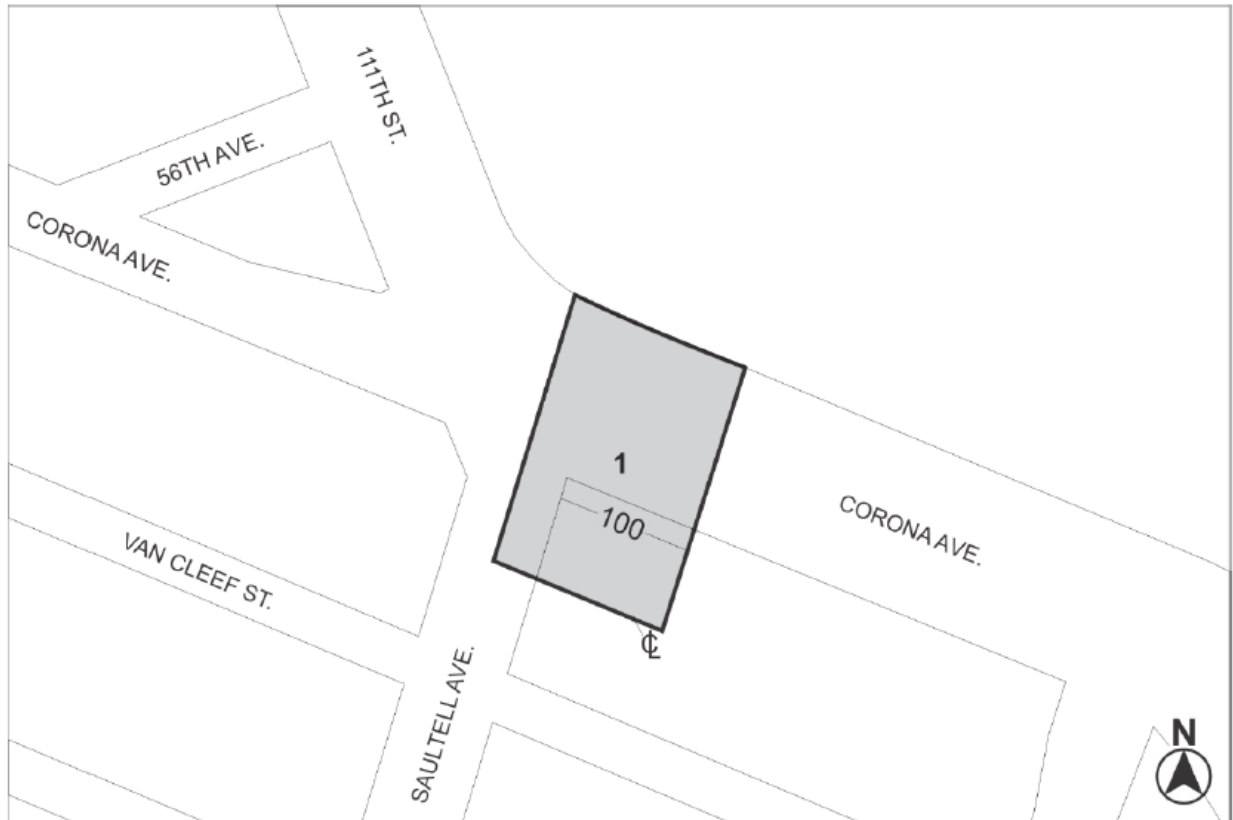 111TH ST.
56TH AVE.
CORONA AVE.
1
100
CORONA AVE.
VAN CLEEF ST.
℄
SAULTELL AVE.
N